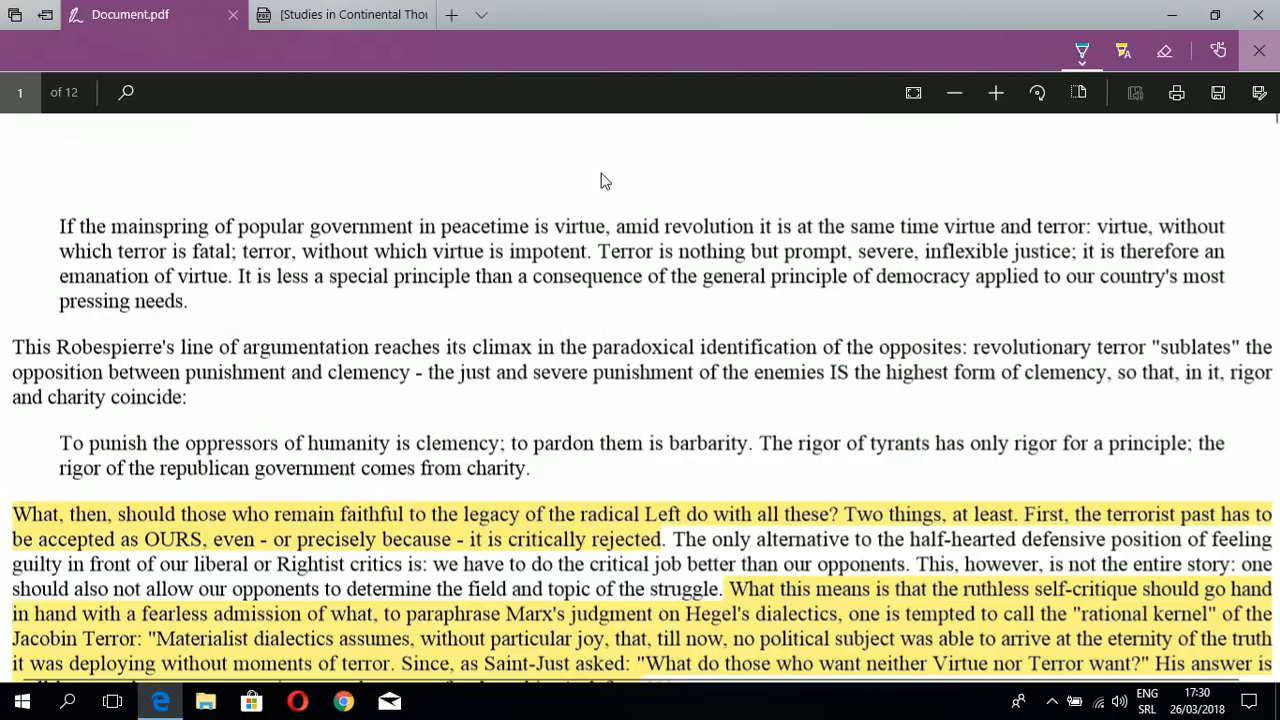 Document.pdf
[Studies in Continental Thou
1 of 12
If the mainspring of popular government in peacetime is virtue, amid revolution it is at the same time virtue and terror: virtue, without
which terror is fatal; terror, without which virtue is impotent. Terror is nothing but prompt, severe, inflexible justice; it is therefore an
emanation of virtue. It is less a special principle than a consequence of the general principle of democracy applied to our country's most
pressing needs.
This Robespierre's line of argumentation reaches its climax in the paradoxical identification of the opposites: revolutionary terror "sublates" the
opposition between punishment and clemency - the just and severe punishment of the enemies IS the highest form of clemency, so that, in it, rigor
and charity coincide:
To punish the oppressors of humanity is clemency; to pardon them is barbarity. The rigor of tyrants has only rigor for a principle; the
rigor of the republican government comes from charity.
What, then, should those who remain faithful to the legacy of the radical Left do with all these? Two things, at least. First, the terrorist past has to
be accepted as OURS, even - or precisely because - it is critically rejected. The only alternative to the half-hearted defensive position of feeling
guilty in front of our liberal or Rightist critics is: we have to do the critical job better than our opponents. This, however, is not the entire story: one
should also not allow our opponents to determine the field and topic of the struggle. What this means is that the ruthless self-critique should go hand
in hand with a fearless admission of what, to paraphrase Marx's judgment on Hegel's dialectics, one is tempted to call the "rational kernel" of the
Jacobin Terror: "Materialist dialectics assumes, without particular joy, that, till now, no political subject was able to arrive at the eternity of the truth
it was deploying without moments of terror. Since, as Saint-Just asked: "What do those who want neither Virtue nor Terror want?" His answer is
ENG 17:30
SRL 26/03/2018